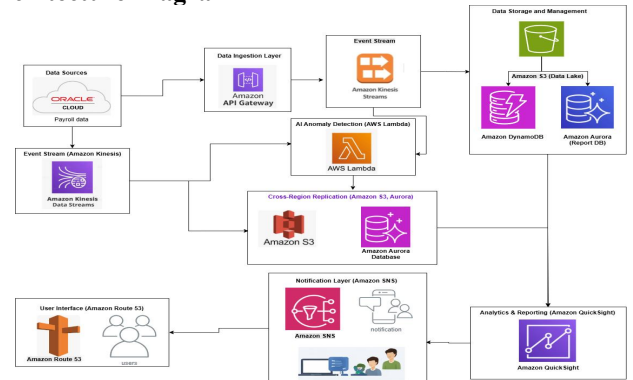 Data Storage and Management
Event Stream
Data Ingestion Layer
Data Sources
ORACLE
CLOUD
Payroll data
Amazon
API Gateway
Amazon Kinesis
Streams
Amazon S3 (Data Lake)
Amazon DynamoDB
Amazon Aurora
(Report DB)
AI Anomaly Detection (AWS Lambda)
AWS Lambda
Event Stream (Amazon Kinesis)
Amazon Kinesis
Data Streams
Cross-Region Replication (Amazon S3, Aurora)
Amazon S3
Amazon Aurora
Database
Notification Layer (Amazon SNS)
Amazon SNS
notification
User Interface (Amazon Route 53)
Amazon Route 53
users
Analytics & Reporting (Amazon QuickSight)
Amazon QuickSight